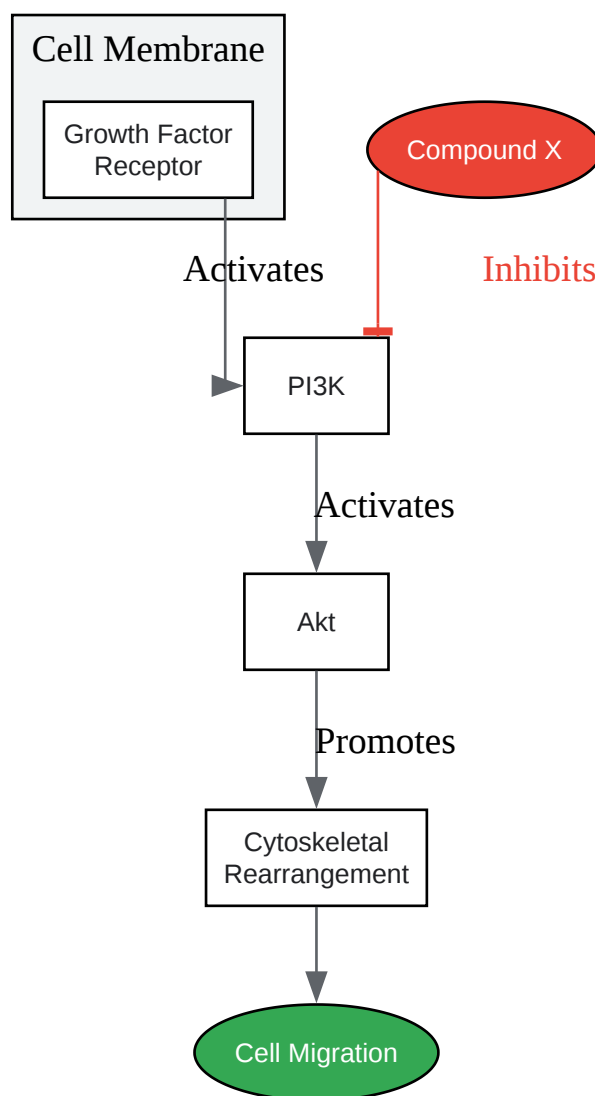 Cell Membrane
Growth Factor
Receptor
Compound X
Activates
Inhibits
PI3K
Activates
Akt
Promotes
Cytoskeletal
Rearrangement
Cell Migration